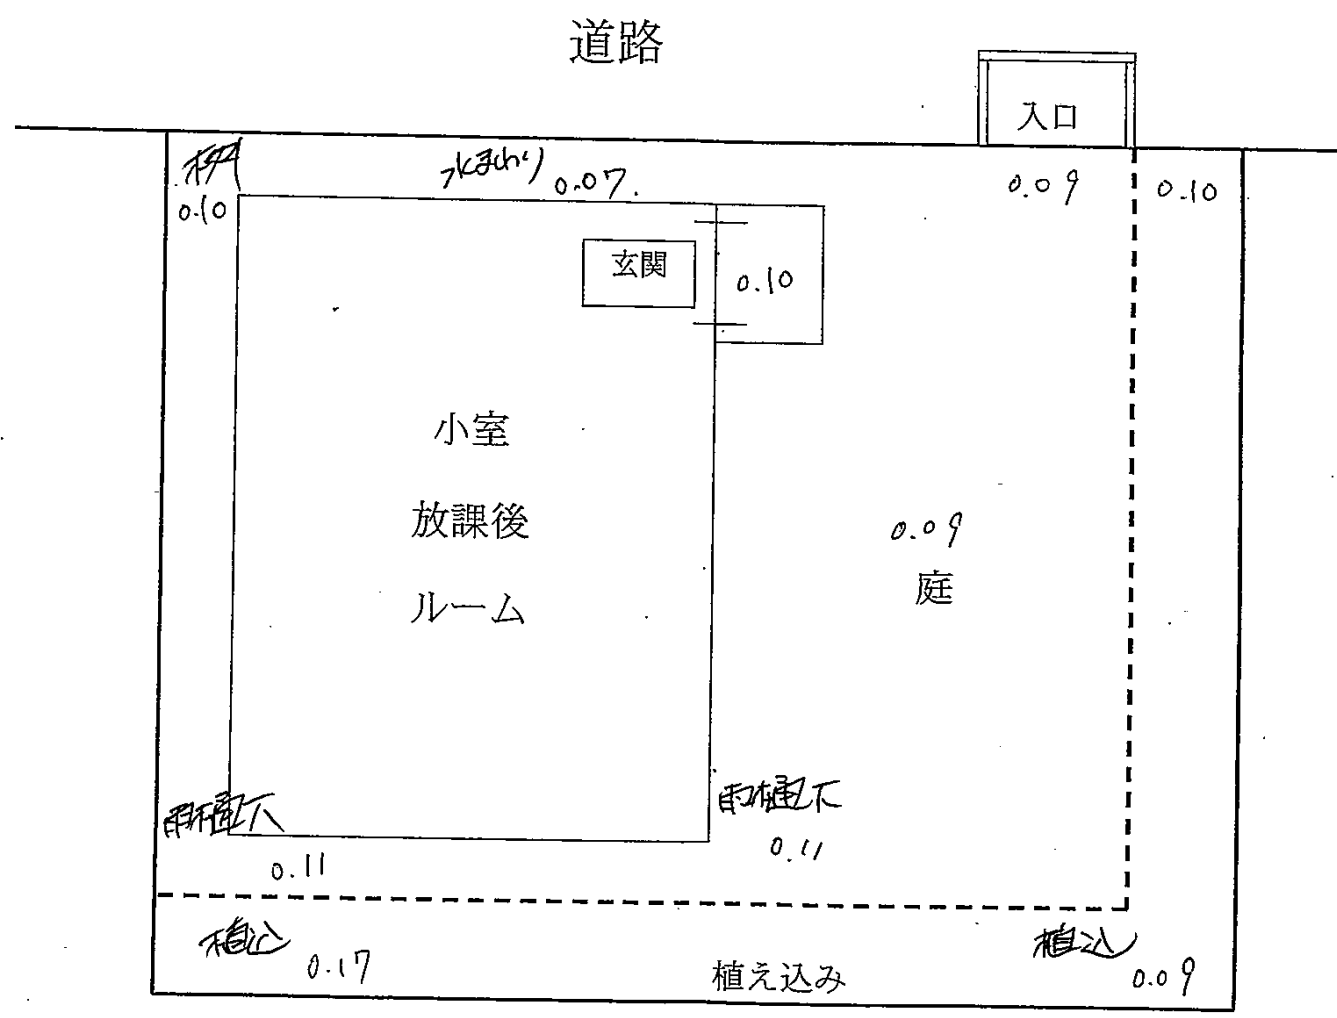 道路
入口
桝
水まわり
0.07.
0.09
0.10
0.10
玄関
0.10
小室
放課後
ルーム
0.09
庭
雨樋下
雨樋下
0.11
0.11
植込
0.17
植え込み
植込
0.09